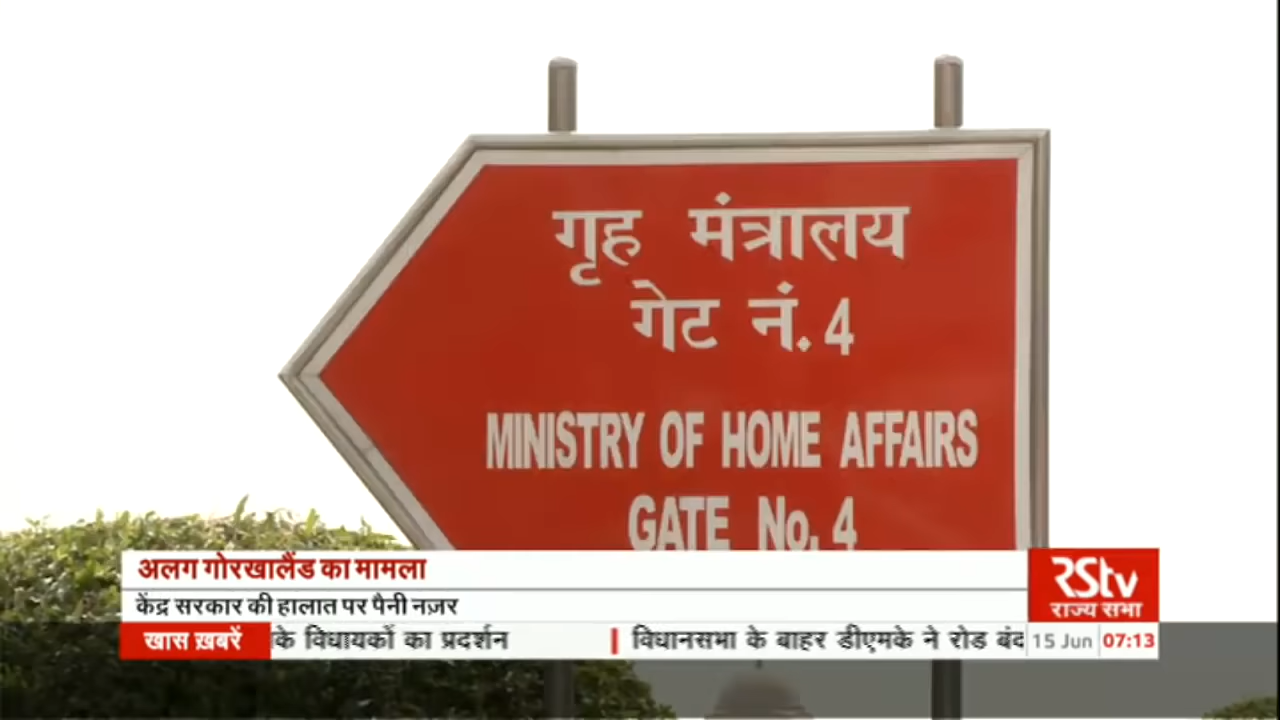 गृह मंत्रालय
गेट नं. 4
MINISTRY OF HOME AFFAIRS
GATE No. 4
अलग गोरखालैंड का मामला
केंद्र सरकार की हालात पर पैनी नज़र
RStv
राज्य सभा
खास ख़बरें के विधायकों का प्रदर्शन | विधानसभा के बाहर डीएमके ने रोड बंद 15 Jun 07:13